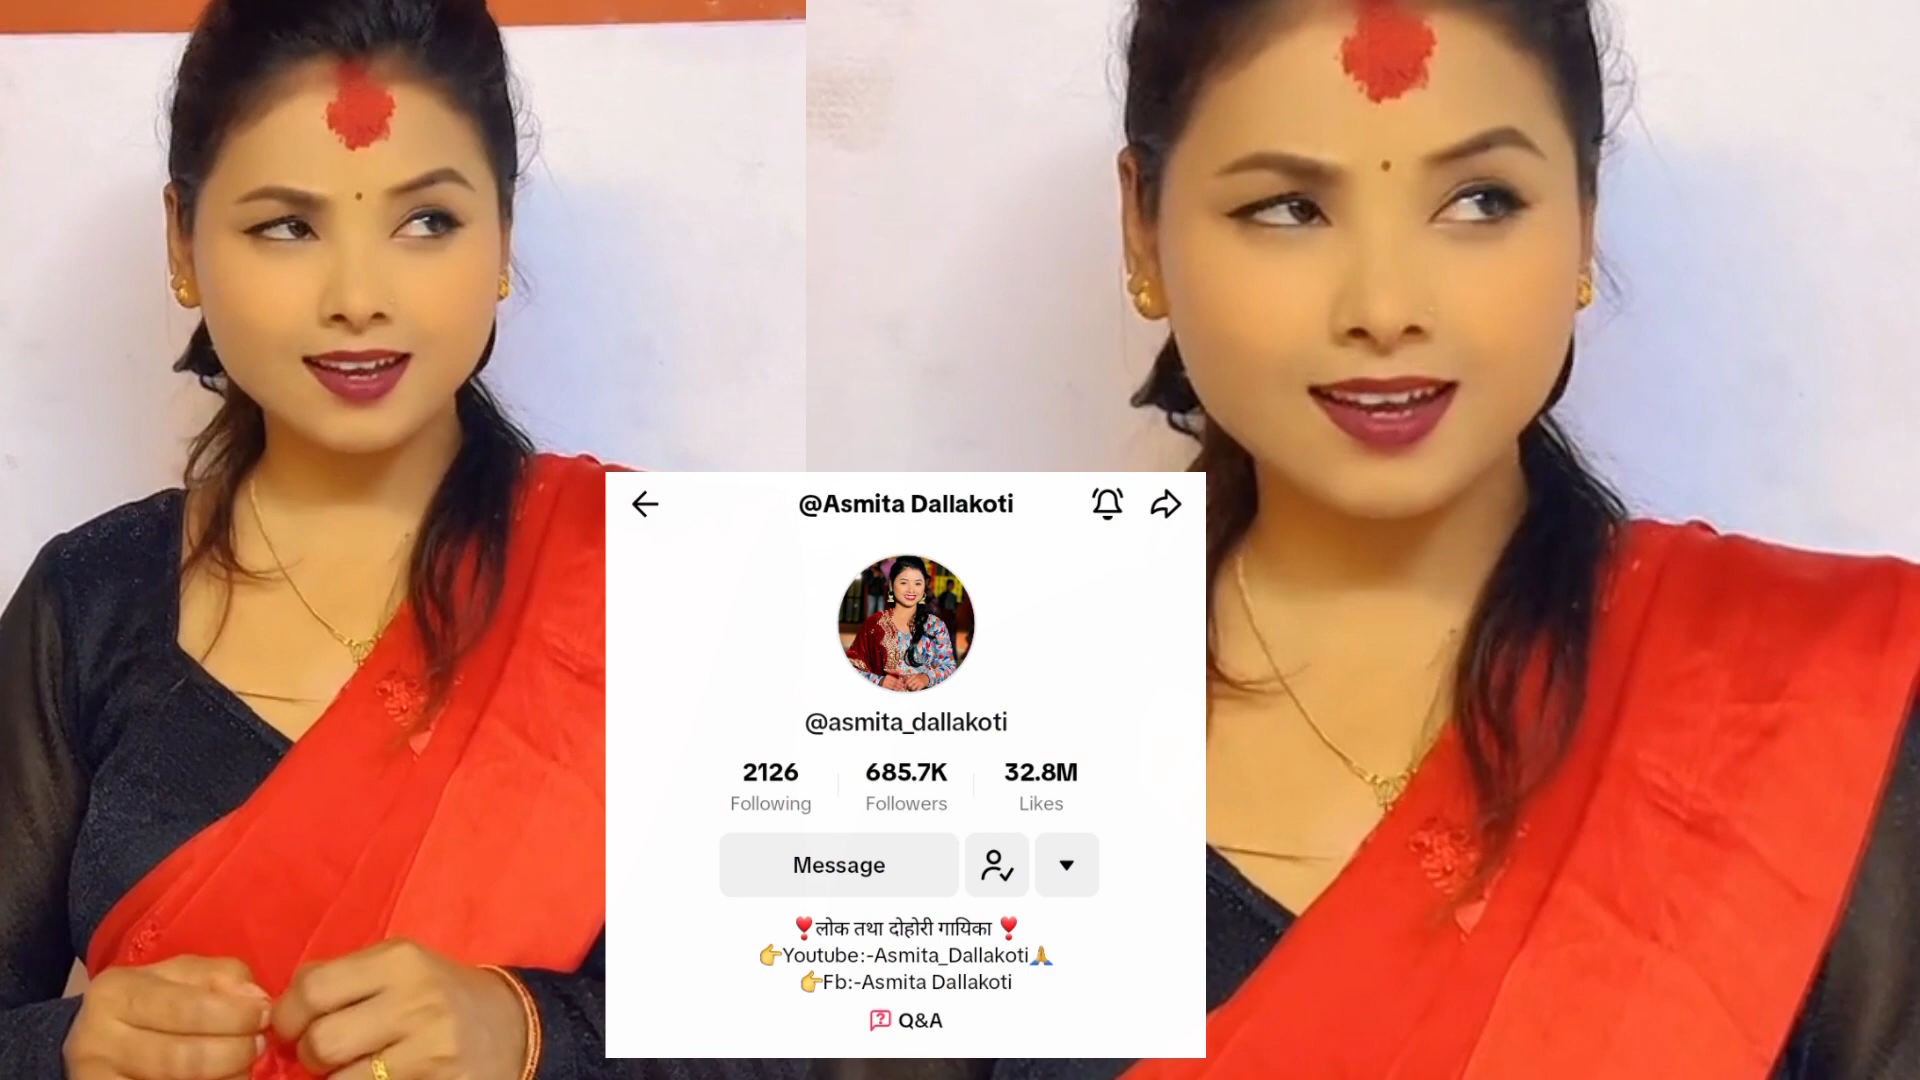 @Asmita Dallakoti
@asmita_dallakoti
2126 685.7K 32.8M
Following Followers Likes
Message
❣️लोक तथा दोहोरी गायिका ❣️
👉Youtube:-Asmita_Dallakoti🙏
👉Fb:-Asmita Dallakoti
Q&A